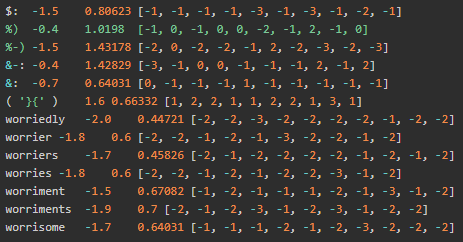 $:  -1.5    0.80623 [-1, -1, -1, -1, -3, -1, -3, -1, -2, -1]
%)  -0.4    1.0198  [-1, 0, -1, 0, 0, -2, -1, 2, -1, 0]
%-) -1.5    1.43178 [-2, 0, -2, -2, -1, 2, -2, -3, -2, -3]
&-: -0.4    1.42829 [-3, -1, 0, 0, -1, -1, -1, 2, -1, 2]
&:  -0.7    0.64031 [0, -1, -1, -1, 1, -1, -1, -1, -1, -1]
( '}{' )    1.6 0.66332 [1, 2, 2, 1, 1, 2, 2, 1, 3, 1]
worriedly   -2.0    0.44721 [-2, -2, -3, -2, -2, -2, -2, -1, -2, -2]
worrier -1.8    0.6 [-2, -2, -1, -2, -1, -3, -2, -2, -1, -2]
worriers    -1.7    0.45826 [-2, -1, -2, -2, -2, -2, -1, -1, -2, -2]
worries -1.8    0.6 [-2, -2, -1, -2, -1, -2, -2, -3, -1, -2]
worriment   -1.5    0.67082 [-1, -2, -1, -1, -1, -2, -1, -3, -1, -2]
worriments  -1.9    0.7 [-2, -1, -2, -3, -1, -2, -3, -1, -2, -2]
worrisome   -1.7    0.64031 [-1, -1, -1, -2, -1, -2, -3, -2, -2, -2]